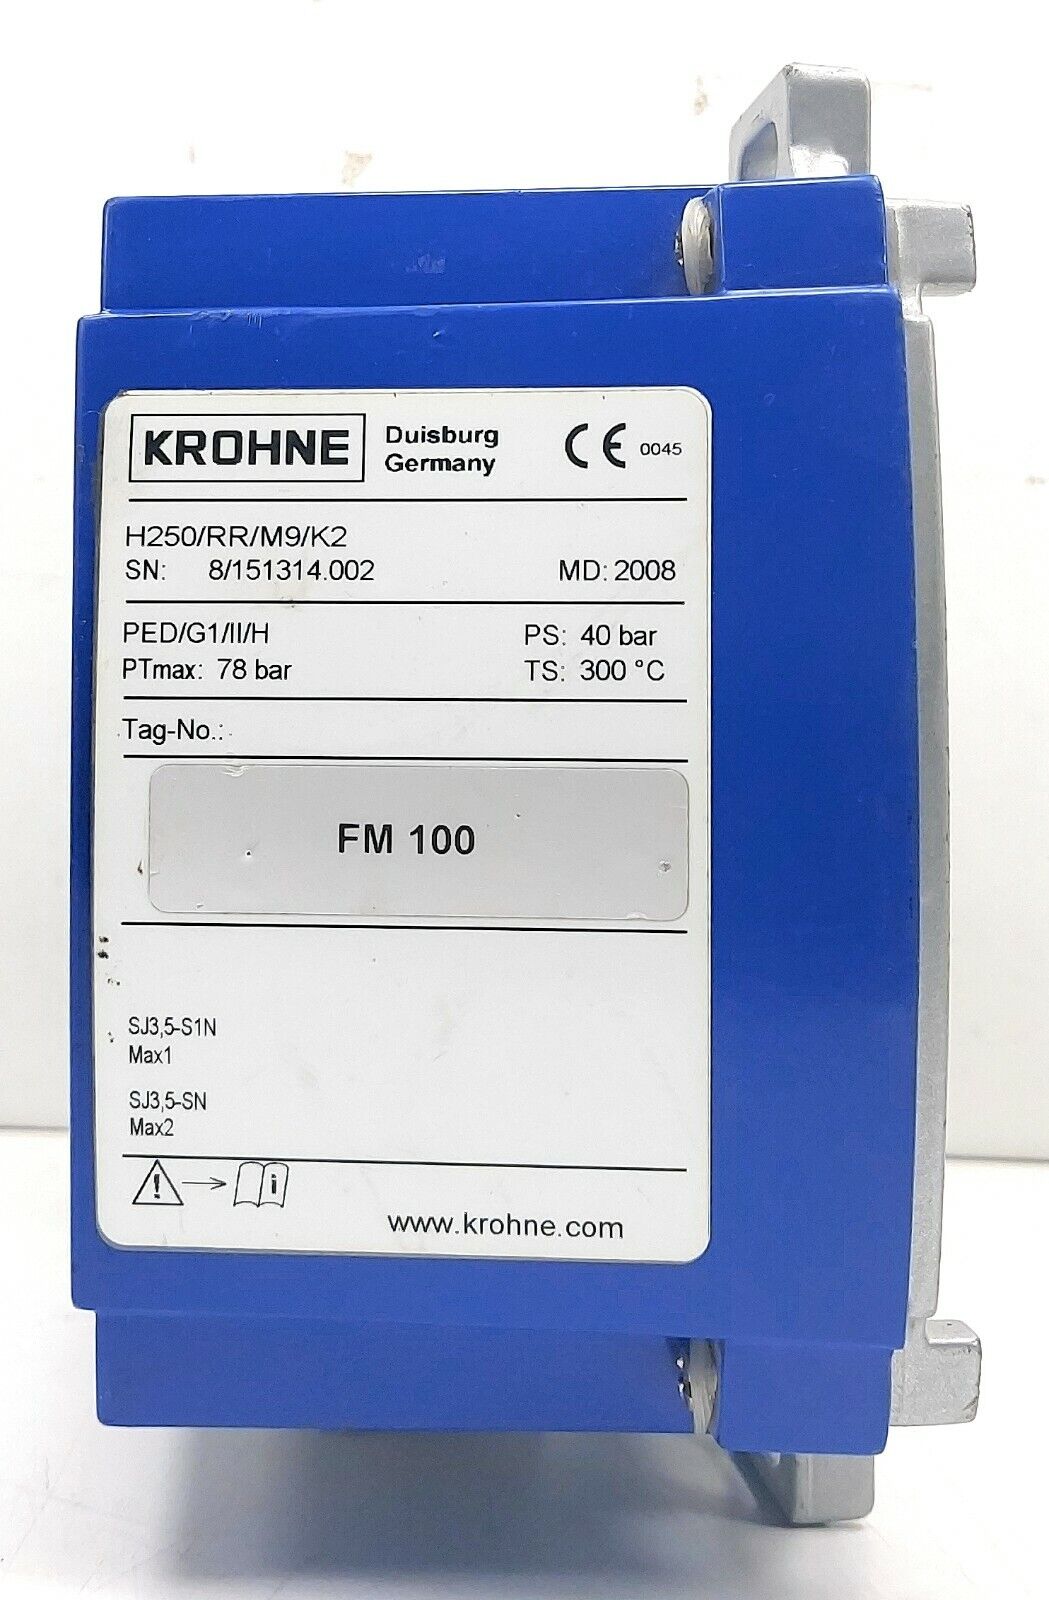 KROHNE Duisburg Germany CE 0045
H250/RR/M9/K2
SN: 8/151314.002 MD: 2008
PED/G1/II/H PS: 40 bar
PTmax: 78 bar TS: 300 °C
Tag-No.:
FM 100
SJ3,5-S1N
Max1
SJ3,5-SN
Max2
www.krohne.com